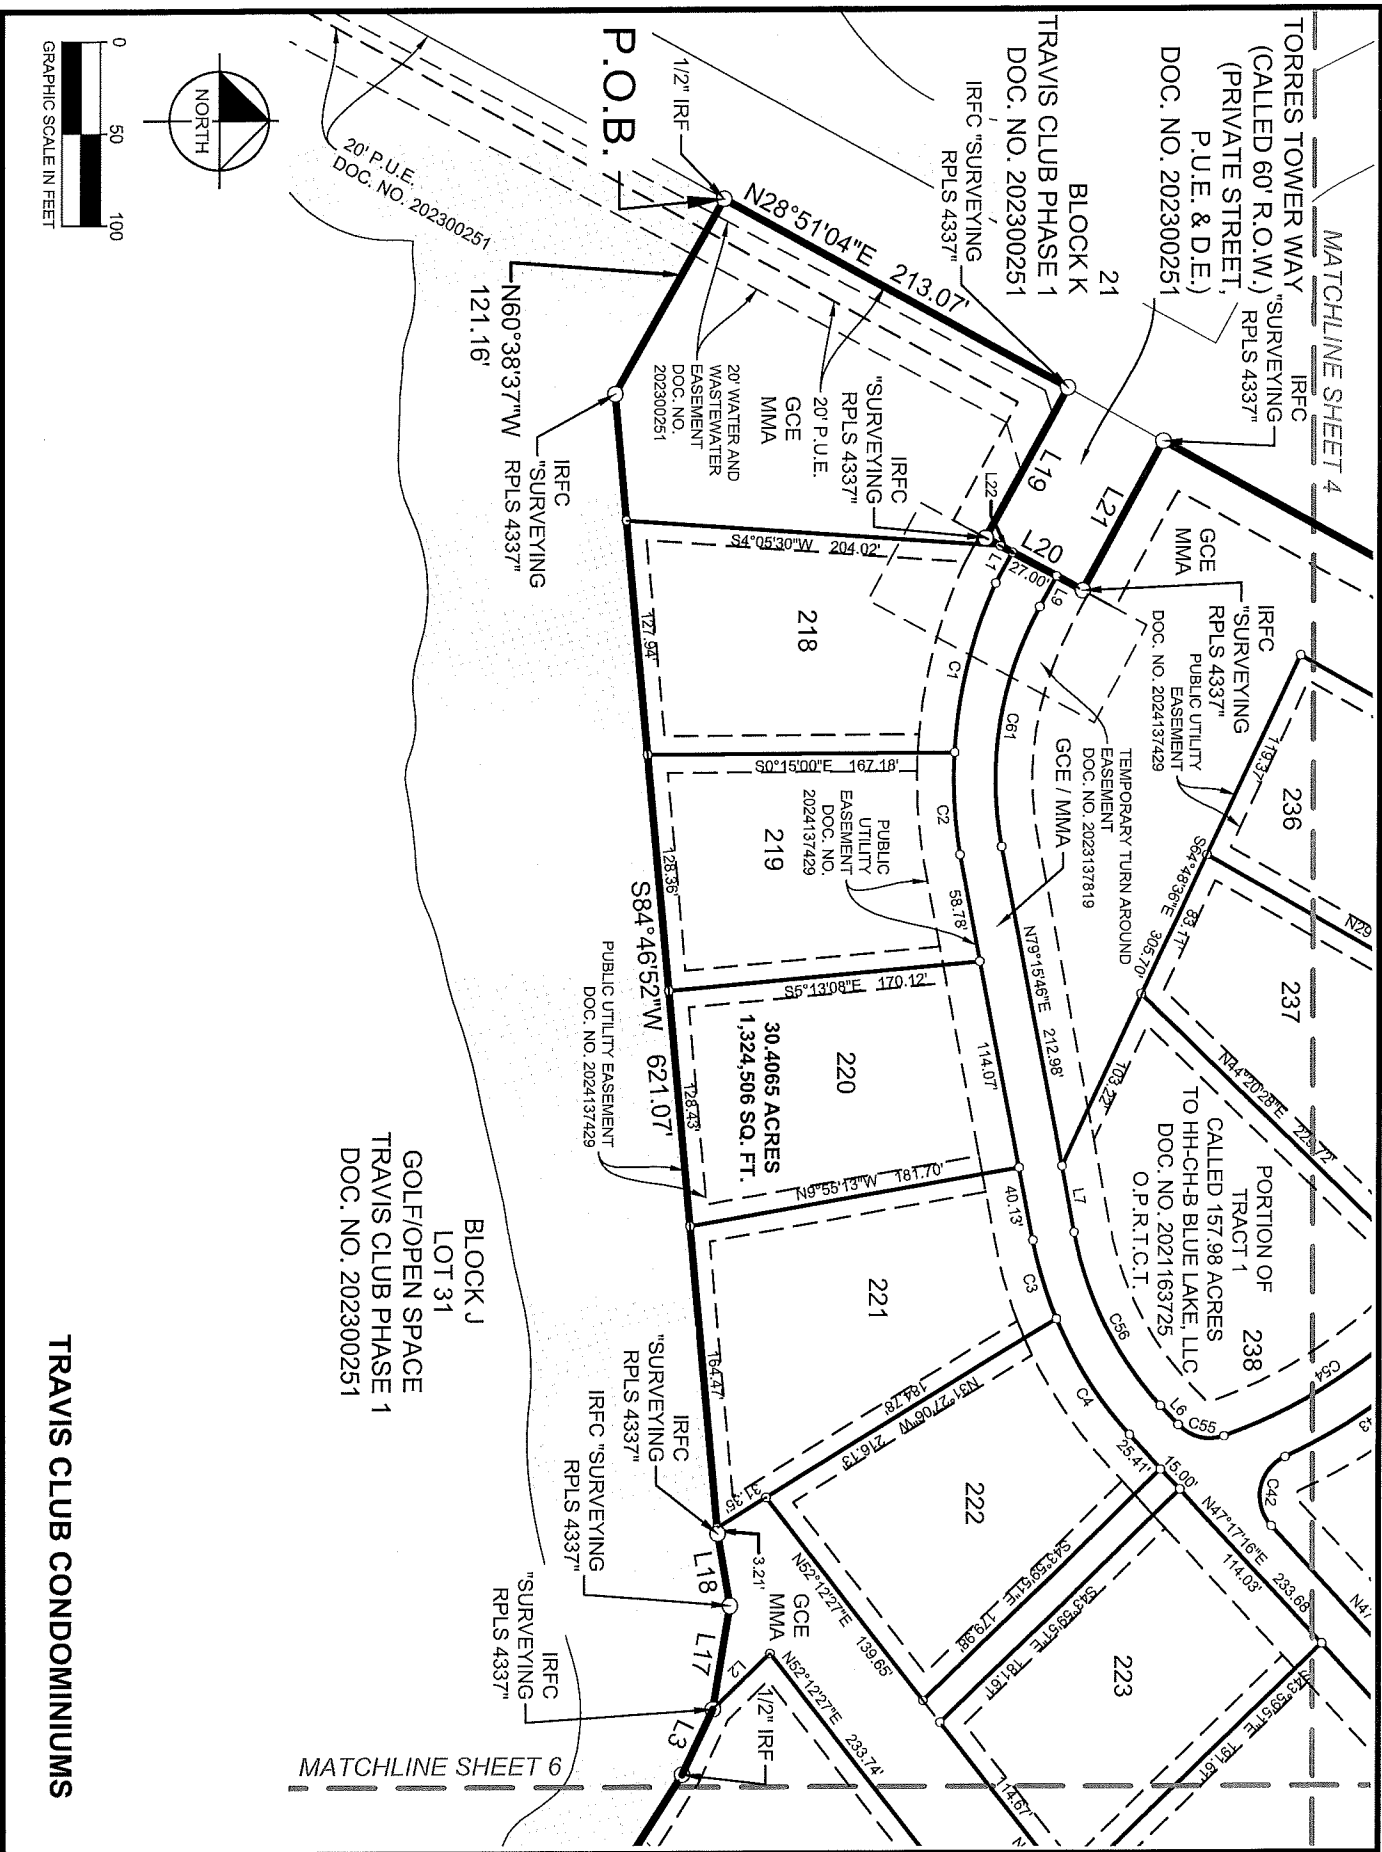 MATCHLINE SHEET 4
TORRES TOWER WAY
(CALLED 60' R.O.W.)
(PRIVATE STREET,
P.U.E. & D.E.)
DOC. NO. 202300251
IRFC
"SURVEYING
RPLS 4337"
21
BLOCK K
TRAVIS CLUB PHASE 1
DOC. NO. 202300251
IRFC "SURVEYING
RPLS 4337"
1/2" IRF
P.O.B.
N28°51'04"E 213.07'
20' P.U.E.
DOC. NO. 202300251
NORTH
0 50 100
GRAPHIC SCALE IN FEET
N60°38'37"W
121.16'
IRFC
"SURVEYING
RPLS 4337"
20' WATER AND
WASTEWATER
EASEMENT
DOC. NO.
202300251
GCE
MMA
20' P.U.E.
IRFC
"SURVEYING
RPLS 4337"
L19
L22
L20
L21
27.00'
L1
L9
GCE
MMA
IRFC
"SURVEYING
RPLS 4337"
PUBLIC UTILITY
EASEMENT
DOC. NO. 2024137429
TEMPORARY TURN AROUND
EASEMENT
DOC. NO. 2023137819
GCE / MMA
S4°05'30"W 204.02'
218
127.94'
C1
C61
S0°15'00"E 167.18'
219
128.36'
C2
58.78'
PUBLIC
UTILITY
EASEMENT
DOC. NO.
2024137429
N79°15'46"E 212.98'
S5°13'08"E 170.12'
220
30.4065 ACRES
1,324,506 SQ. FT.
128.43'
114.07'
S84°46'52"W 621.07'
PUBLIC UTILITY EASEMENT
DOC. NO. 2024137429
N9°55'13"W 181.70'
221
40.13'
C3
164.47'
236
119.37'
S64°48'36"E 305.70'
83.11'
N29
237
103.22'
N44°20'28"E
PORTION OF
TRACT 1
CALLED 157.98 ACRES
TO HH-CH-B BLUE LAKE, LLC
DOC. NO. 2021163725
O.P.R.T.C.T.
238
L7
C56
L6
C55
C54
C42
N47
C4
25.41'
15.00'
N47°17'16"E 233.68'
114.03'
184.78'
N31°27'06"W
216.13'
31.35'
222
S43°59'51"E 179.98'
S43°59'51"E 181.61'
223
S43°59'51"E 191.61'
N52°12'27"E 139.65'
114.67'
N
IRFC
"SURVEYING
RPLS 4337"
3.21'
L18
GCE
MMA
L17
L2
N52°12'27"E 233.74'
IRFC "SURVEYING
RPLS 4337"
IRFC
"SURVEYING
RPLS 4337"
L3
1/2" IRF
MATCHLINE SHEET 6
BLOCK J
LOT 31
GOLF/OPEN SPACE
TRAVIS CLUB PHASE 1
DOC. NO. 202300251
TRAVIS CLUB CONDOMINIUMS